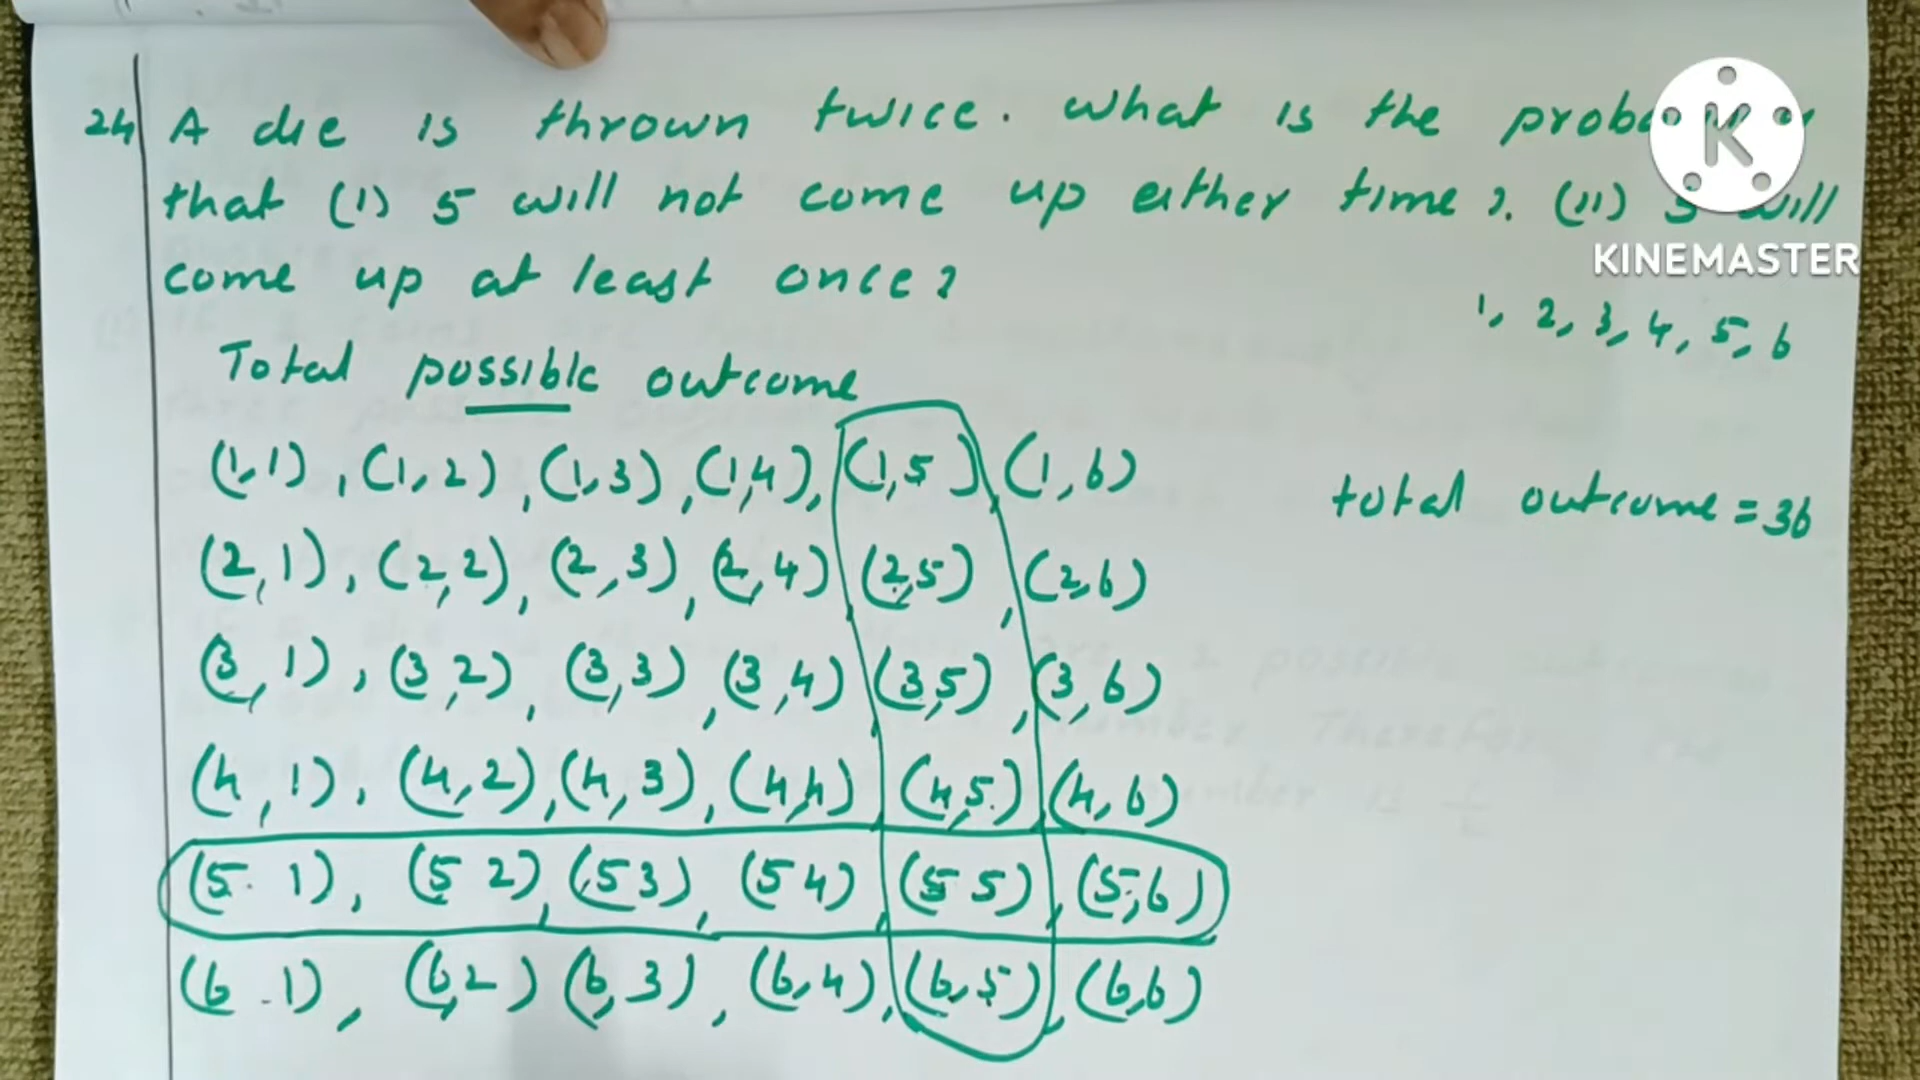 24 A die is thrown twice. What is the
that (i) 5 will not come up either time?. (ii) 5 will
KINEMASTER
come up at least once?
1, 2, 3, 4, 5, 6
Total possible outcome
(1,1), (1,2), (1,3), (1,4), (1,5), (1,6)
total outcome = 36
(2,1), (2,2), (2,3), (2,4), (2,5), (2,6)
(3,1), (3,2), (3,3), (3,4), (3,5), (3,6)
(4,1), (4,2), (4,3), (4,4), (4,5), (4,6)
(5 1), (5 2), (5 3), (5 4), (5 5), (5,6)
(6 1), (6,2) (6,3), (6,4), (6,5), (6,6)